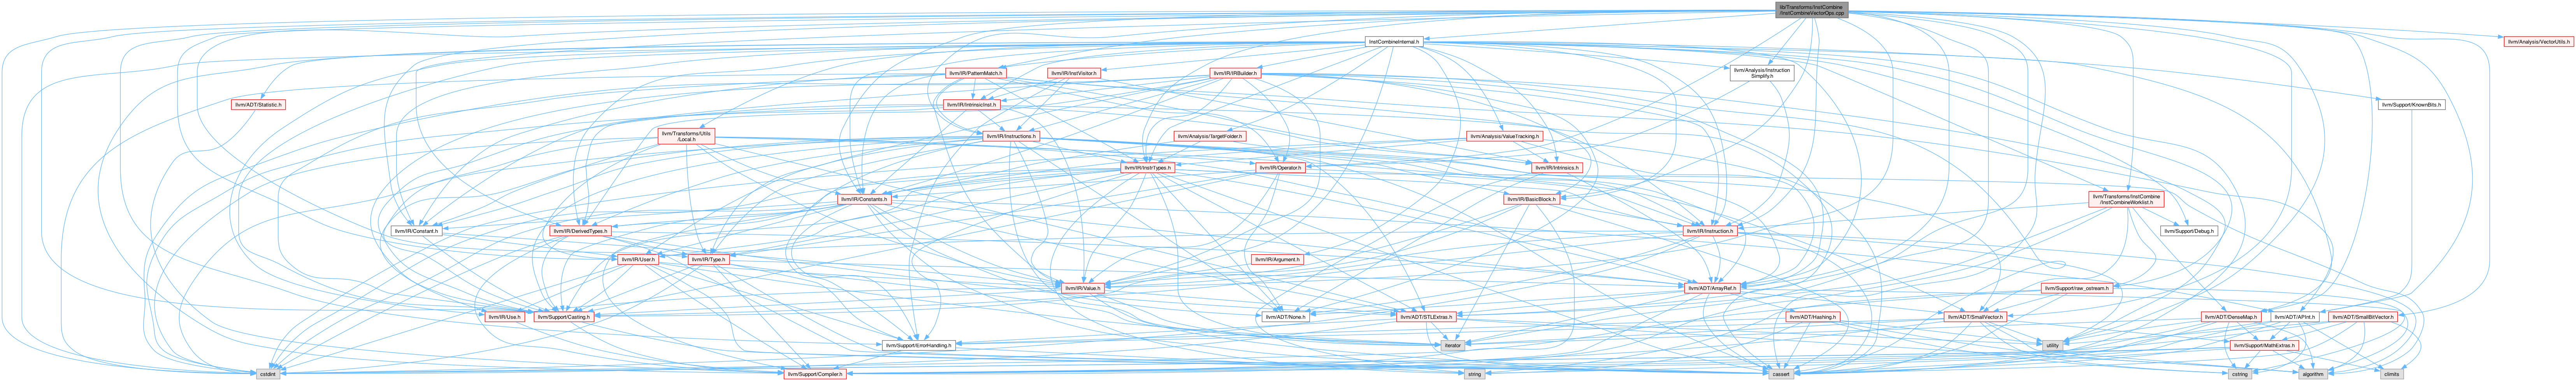 lib/Transforms/InstCombine
/InstCombineVectorOps.cpp
InstCombineInternal.h
llvm/Analysis/VectorUtils.h
llvm/IR/PatternMatch.h
llvm/IR/InstVisitor.h
llvm/IR/IRBuilder.h
llvm/Analysis/Instruction
Simplify.h
llvm/ADT/Statistic.h
llvm/IR/IntrinsicInst.h
llvm/Support/KnownBits.h
llvm/Transforms/Utils
/Local.h
llvm/IR/Instructions.h
llvm/Analysis/TargetFolder.h
llvm/Analysis/ValueTracking.h
llvm/IR/InstrTypes.h
llvm/IR/Operator.h
llvm/IR/Intrinsics.h
llvm/IR/Constants.h
llvm/IR/BasicBlock.h
llvm/Transforms/InstCombine
/InstCombineWorklist.h
llvm/IR/Constant.h
llvm/IR/DerivedTypes.h
llvm/IR/Instruction.h
llvm/Support/Debug.h
llvm/IR/User.h
llvm/IR/Type.h
llvm/IR/Argument.h
llvm/IR/Value.h
llvm/ADT/ArrayRef.h
llvm/Support/raw_ostream.h
llvm/IR/Use.h
llvm/Support/Casting.h
llvm/ADT/None.h
llvm/ADT/STLExtras.h
llvm/ADT/Hashing.h
llvm/ADT/SmallVector.h
llvm/ADT/DenseMap.h
llvm/ADT/APInt.h
llvm/ADT/SmallBitVector.h
llvm/Support/ErrorHandling.h
iterator
utility
llvm/Support/MathExtras.h
cstdint
llvm/Support/Compiler.h
string
cassert
cstring
algorithm
climits